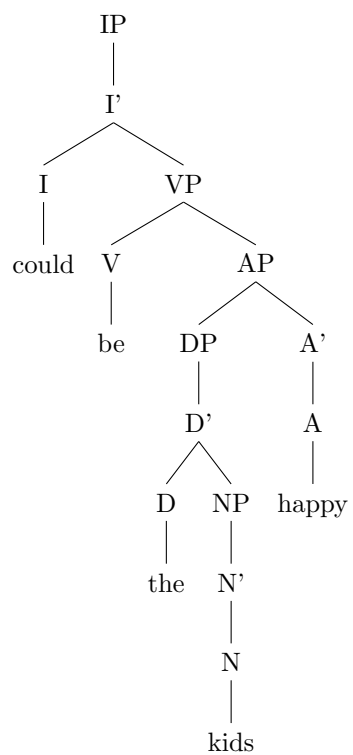 IP
I'
I VP
could V AP
be DP A'
D' A
D NP happy
the N'
N
kids